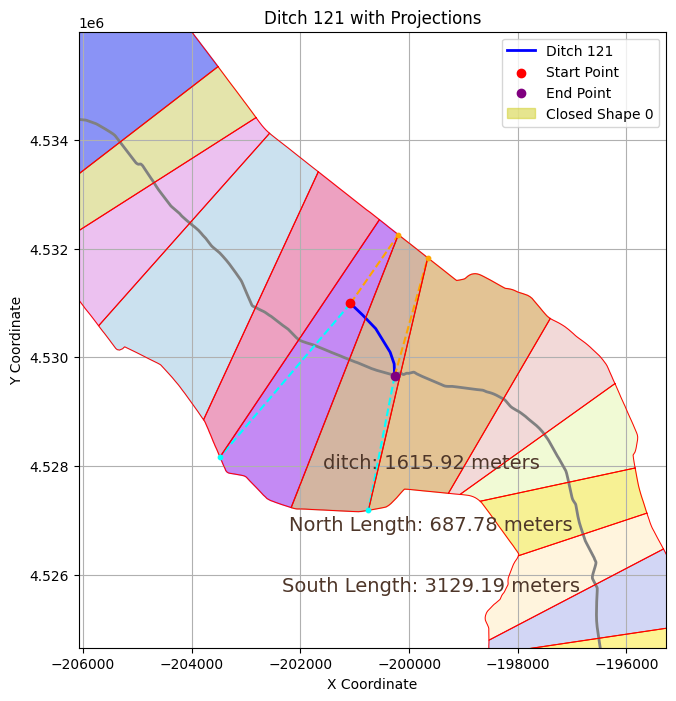 Ditch 121 with Projections
1e6
Ditch 121
Start Point
End Point
Closed Shape 0
4.534
4.532
4.530
4.528
4.526
Y Coordinate
ditch: 1615.92 meters
North Length: 687.78 meters
South Length: 3129.19 meters
−206000 −204000 −202000 −200000 −198000 −196000
X Coordinate